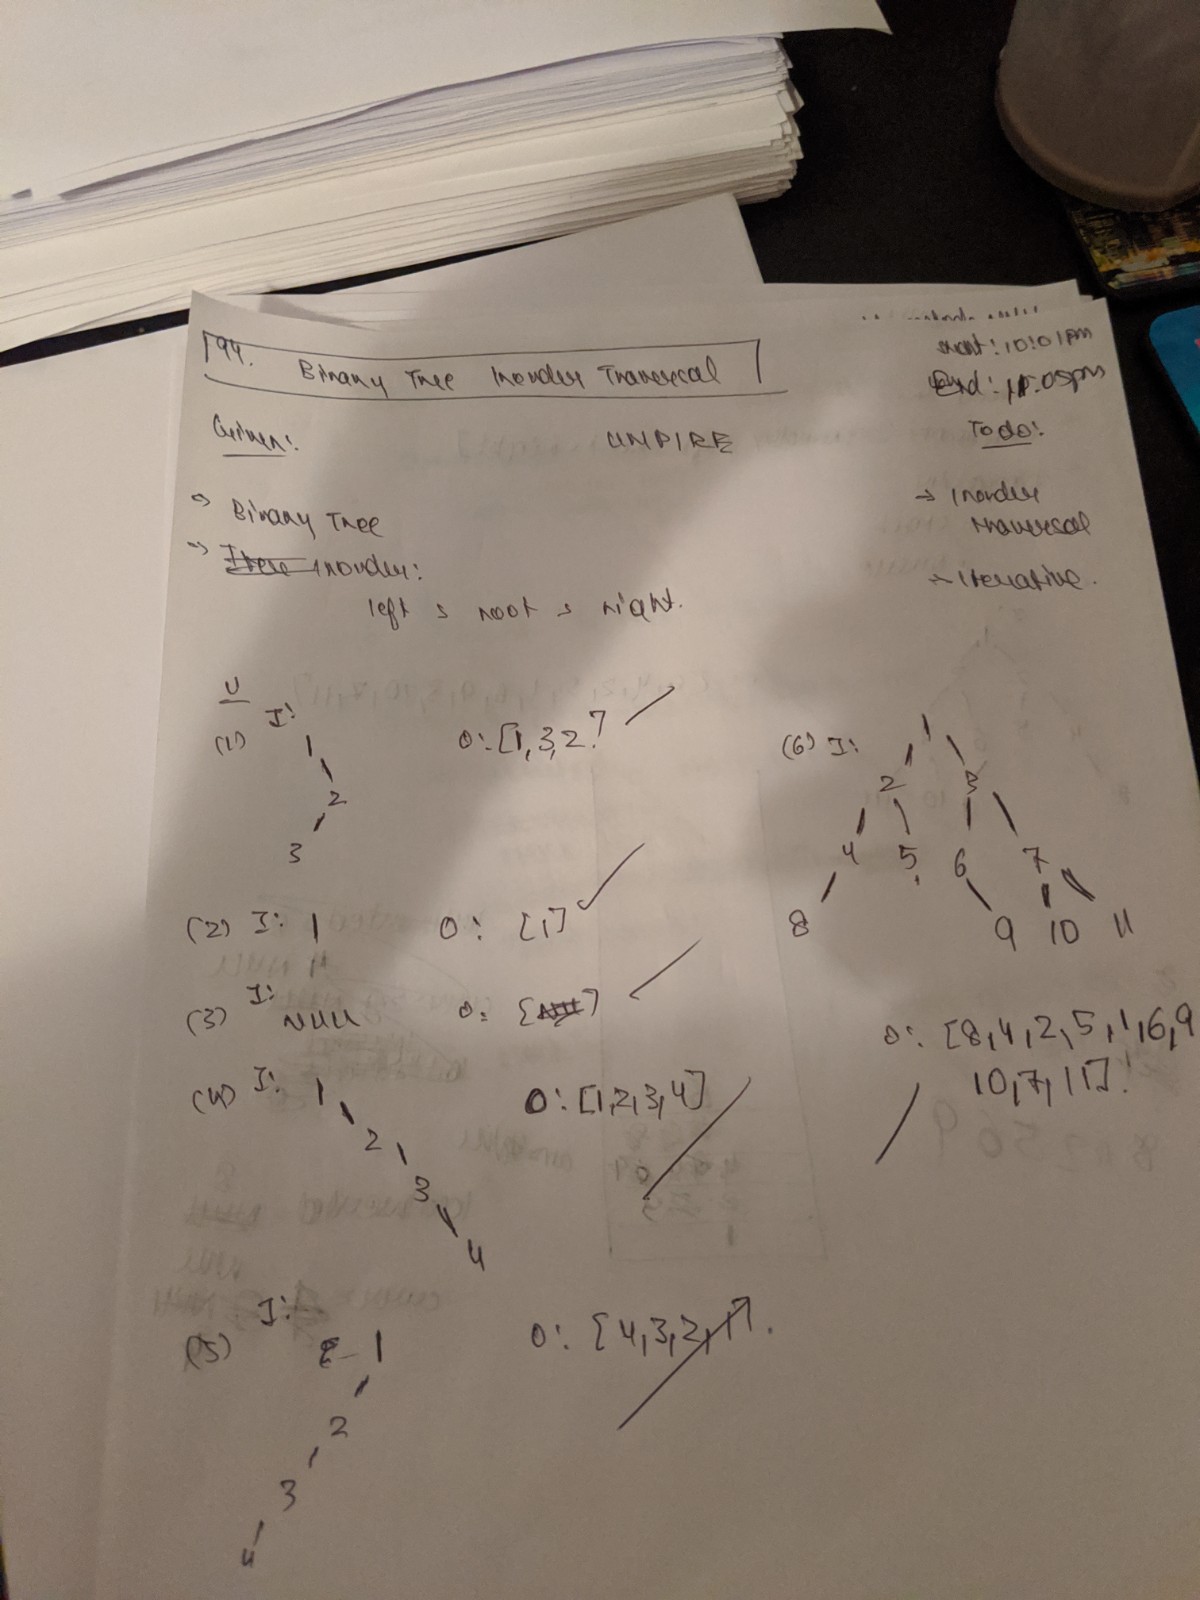 94. Binary Tree Inorder Traversal
Start: 10:01pm
End: 11:05pm
Given:
UMPIRE
To do:
→ Binary Tree
→ Inorder:
left, root, right.
→ Inorder
traversal
→ Iterative.
U
(1) I:
1
2
3
O: [1,3,2]
(2) I: 1
O: [1]
(3) I: NULL
O: [ ]
(4) I:
1
2
3
4
O: [1,2,3,4]
(5) I:
1
2
3
4
O: [4,3,2,1].
(6) I:
1
2 3
4 5 6 7
8 9 10 11
O: [8,4,2,5,1,6,9
10,7,11]